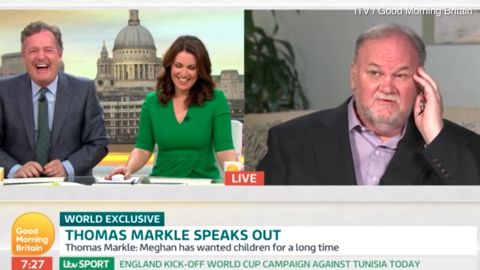 ITV / Good Morning Britain
LIVE
WORLD EXCLUSIVE
Good
Morning
Britain
THOMAS MARKLE SPEAKS OUT
Thomas Markle: Meghan has wanted children for a long time
7:27
itv SPORT ENGLAND KICK-OFF WORLD CUP CAMPAIGN AGAINST TUNISIA TODAY